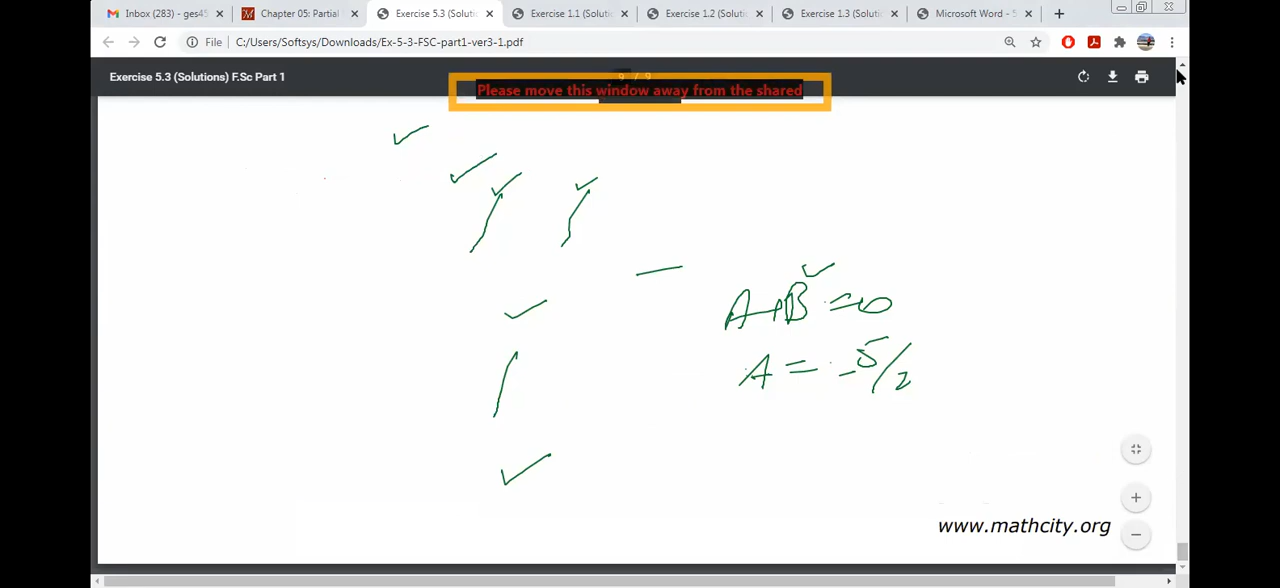 Inbox (283) - ges45
Chapter 05: Partial
Exercise 5.3 (Soluti
Exercise 1.1 (Soluti
Exercise 1.2 (Soluti
Exercise 1.3 (Soluti
Microsoft Word - 5
File C:/Users/Softsys/Downloads/Ex-5-3-FSC-part1-ver3-1.pdf
Exercise 5.3 (Solutions) F.Sc Part 1
9 / 9
Please move this window away from the shared
A+B=0
A = -5/2
www.mathcity.org